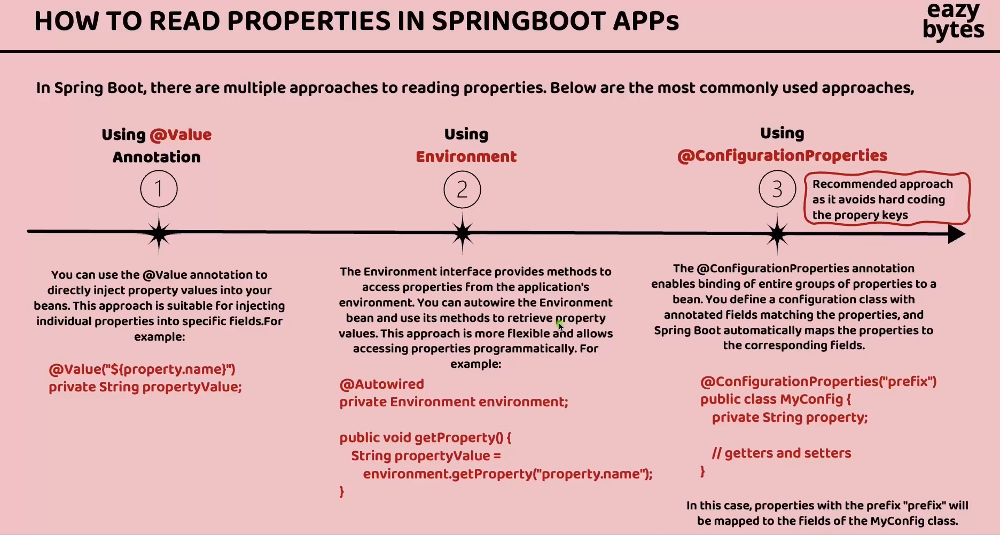 HOW TO READ PROPERTIES IN SPRINGBOOT APPs
eazy
bytes
In Spring Boot, there are multiple approaches to reading properties. Below are the most commonly used approaches,
Using @Value
Annotation
1
You can use the @Value annotation to
directly inject property values into your
beans. This approach is suitable for injecting
individual properties into specific fields.For
example:
@Value("${property.name}")
private String propertyValue;
Using
Environment
2
The Environment interface provides methods to
access properties from the application's
environment. You can autowire the Environment
bean and use its methods to retrieve property
values. This approach is more flexible and allows
accessing properties programmatically. For
example:
@Autowired
private Environment environment;
public void getProperty() {
String propertyValue =
environment.getProperty("property.name");
}
Using
@ConfigurationProperties
3
Recommended approach
as it avoids hard coding
the propery keys
The @ConfigurationProperties annotation
enables binding of entire groups of properties to a
bean. You define a configuration class with
annotated fields matching the properties, and
Spring Boot automatically maps the properties to
the corresponding fields.
@ConfigurationProperties("prefix")
public class MyConfig {
private String property;
// getters and setters
}
In this case, properties with the prefix "prefix" will
be mapped to the fields of the MyConfig class.